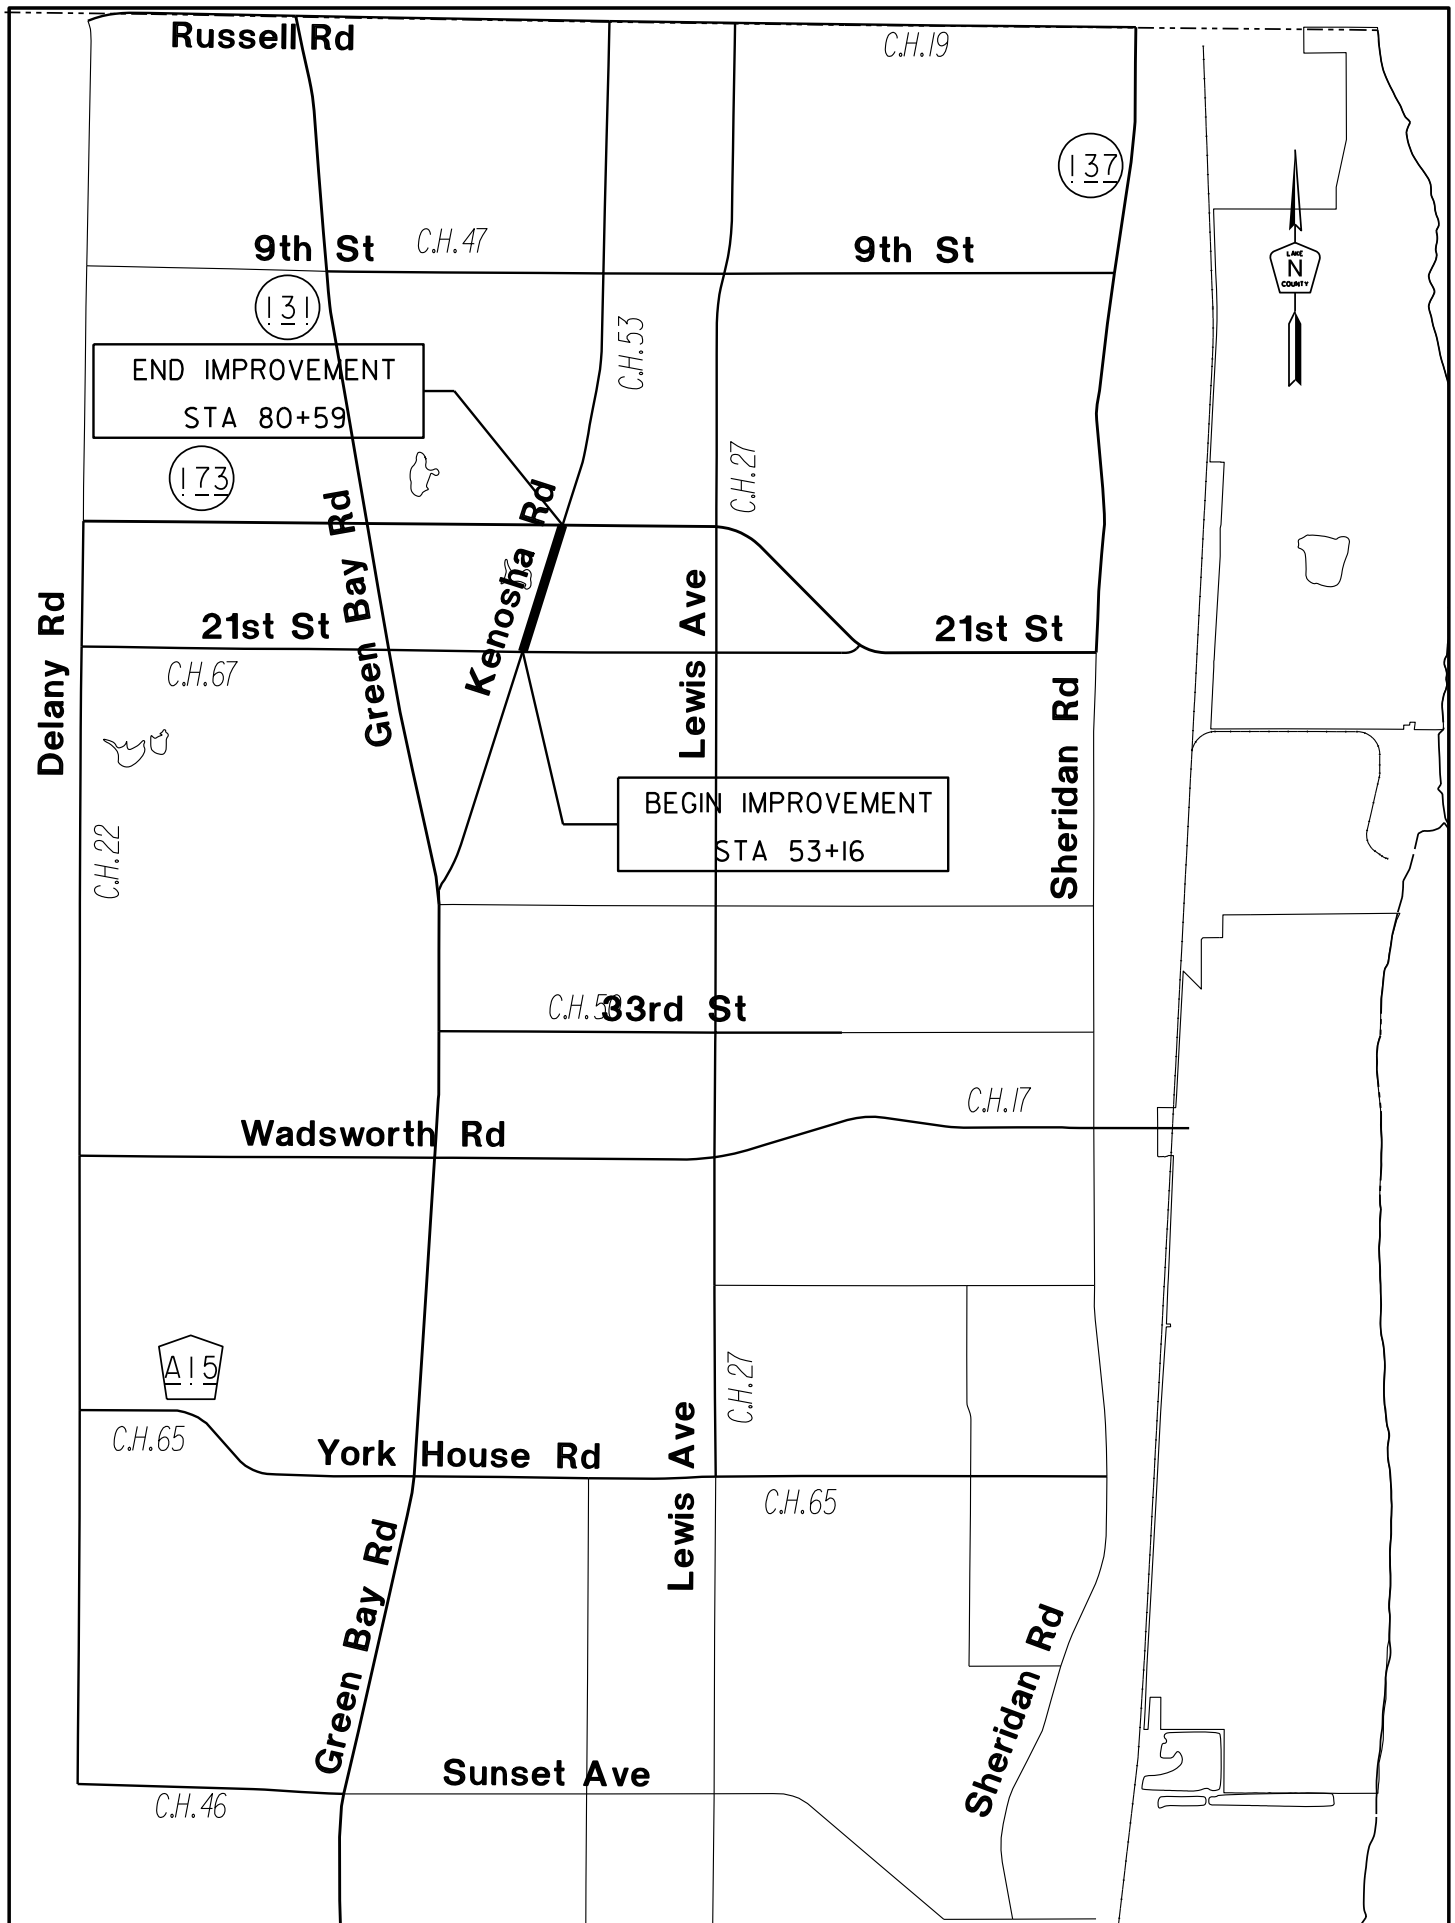 Russell Rd
C.H.19
137
9th St
C.H.47
9th St
LAKE
N
COUNTY
131
C.H.53
END IMPROVEMENT
STA 80+59
173
C.H.27
Green Bay Rd
Kenosha Rd
Lewis Ave
Delany Rd
21st St
21st St
C.H.67
Sheridan Rd
BEGIN IMPROVEMENT
STA 53+16
C.H.22
33rd St
C.H.17
Wadsworth Rd
A15
C.H.27
C.H.65
York House Rd
Lewis Ave
C.H.65
Green Bay Rd
Sheridan Rd
Sunset Ave
C.H.46